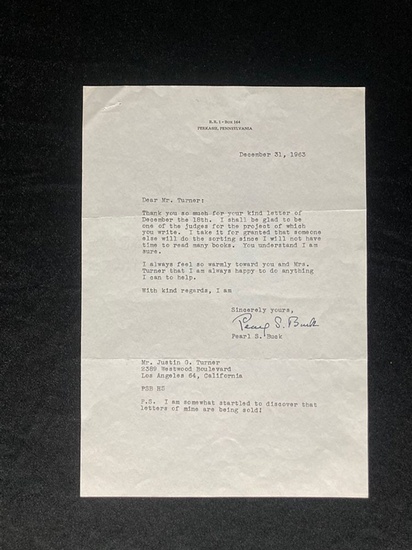 R.R. 1 - Box 164
PERKASIE, PENNSYLVANIA
December 31, 1963
Dear Mr. Turner:
Thank you so much for your kind letter of
December the 18th. I shall be glad to be
one of the judges for the project of which
you write. I take it for granted that someone
else will do the sorting since I will not have
time to read many books. You understand I am
sure.
I always feel so warmly toward you and Mrs.
Turner that I am always happy to do anything
I can to help.
With kind regards, I am
Sincerely yours,
Pearl S. Buck
Pearl S. Buck
Mr. Justin G. Turner
2389 Westwood Boulevard
Los Angeles 64, California
PSB HS
P.S. I am somewhat startled to discover that
letters of mine are being sold!